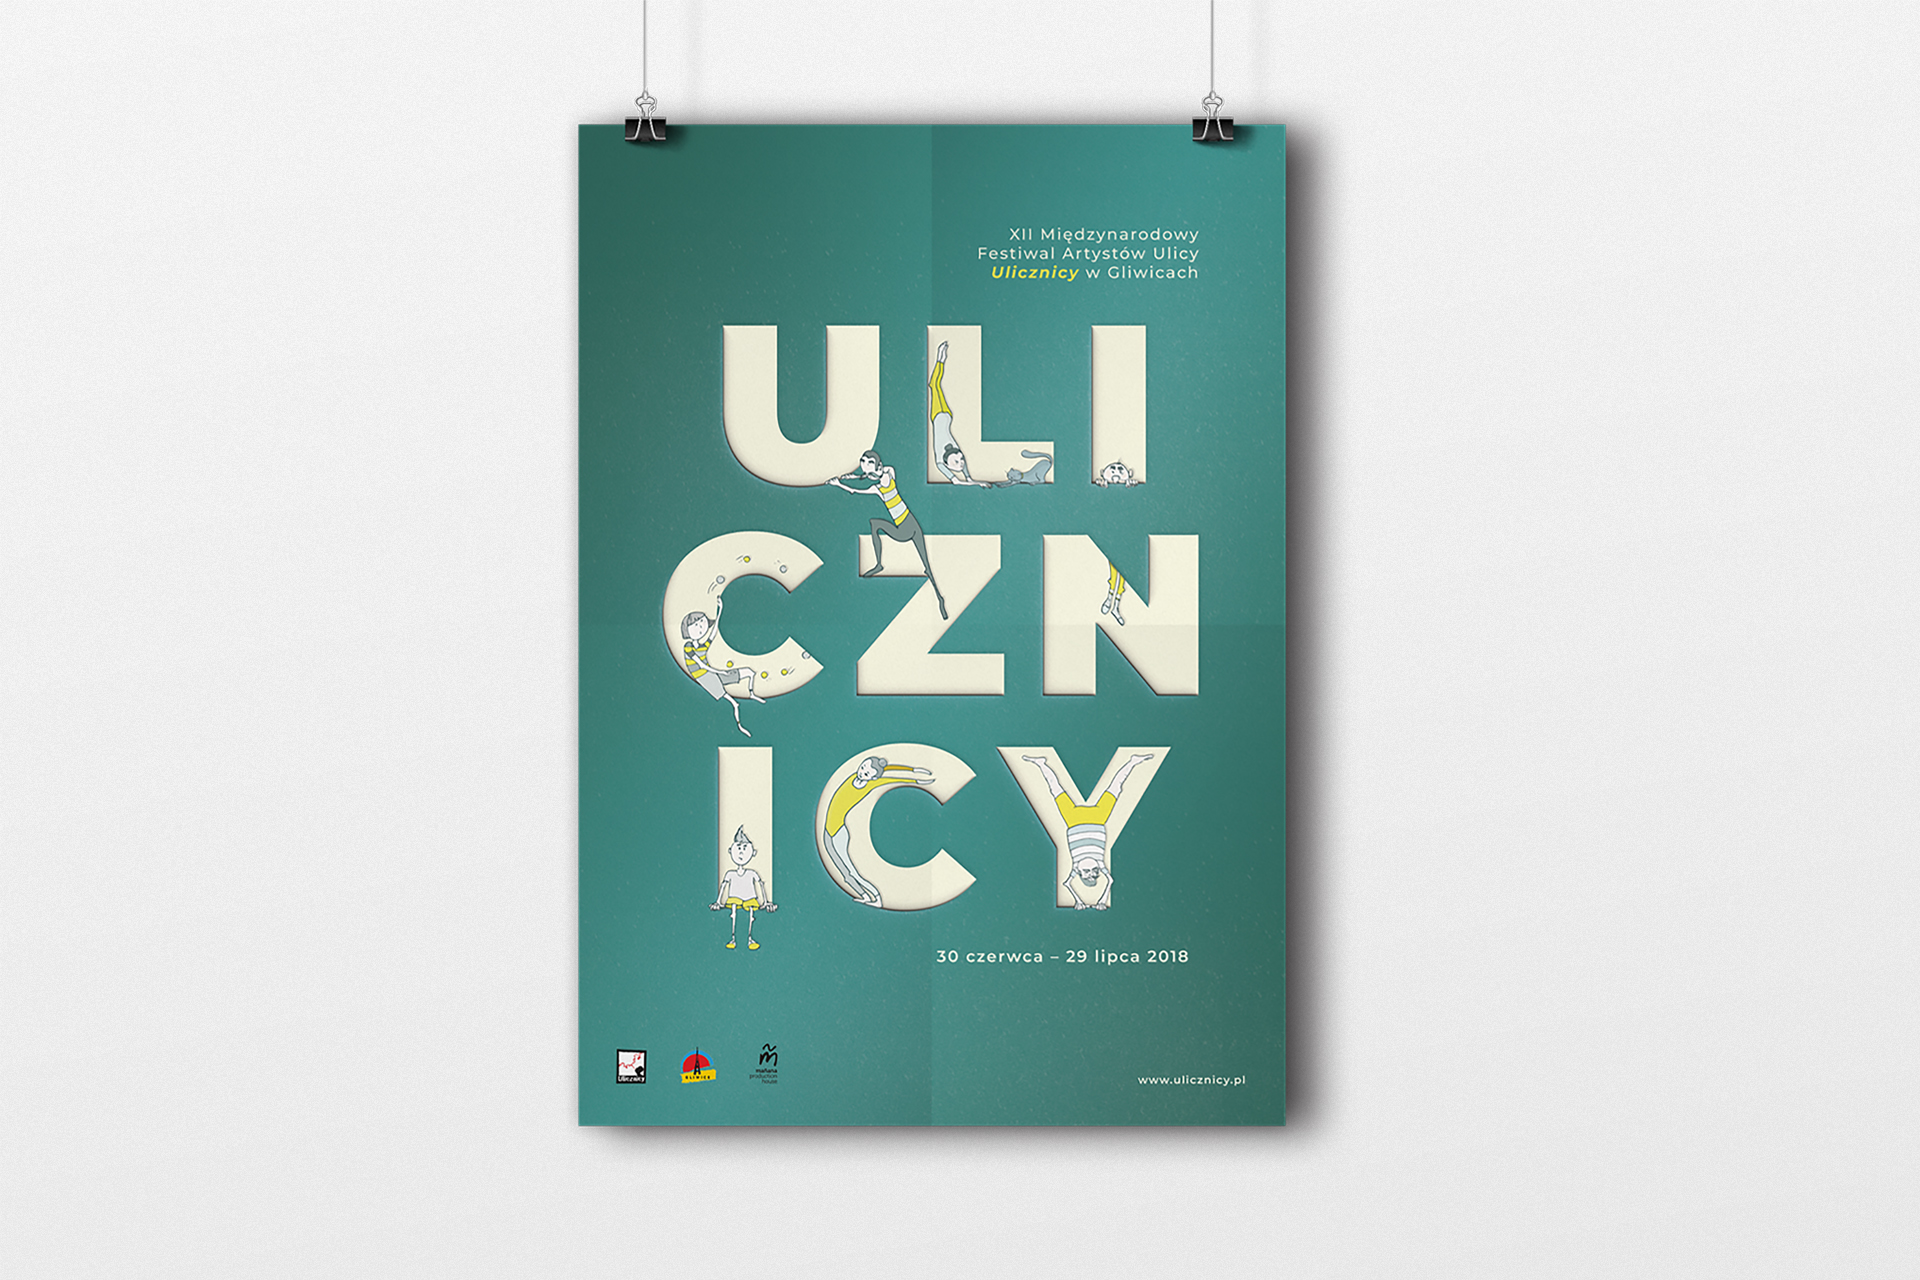 XII Międzynarodowy
Festiwal Artystów Ulicy
Ulicznicy w Gliwicach
ULI
CZN
ICY
30 czerwca – 29 lipca 2018
Ulicznicy
GLIWICE
mañana
production
house
www.ulicznicy.pl